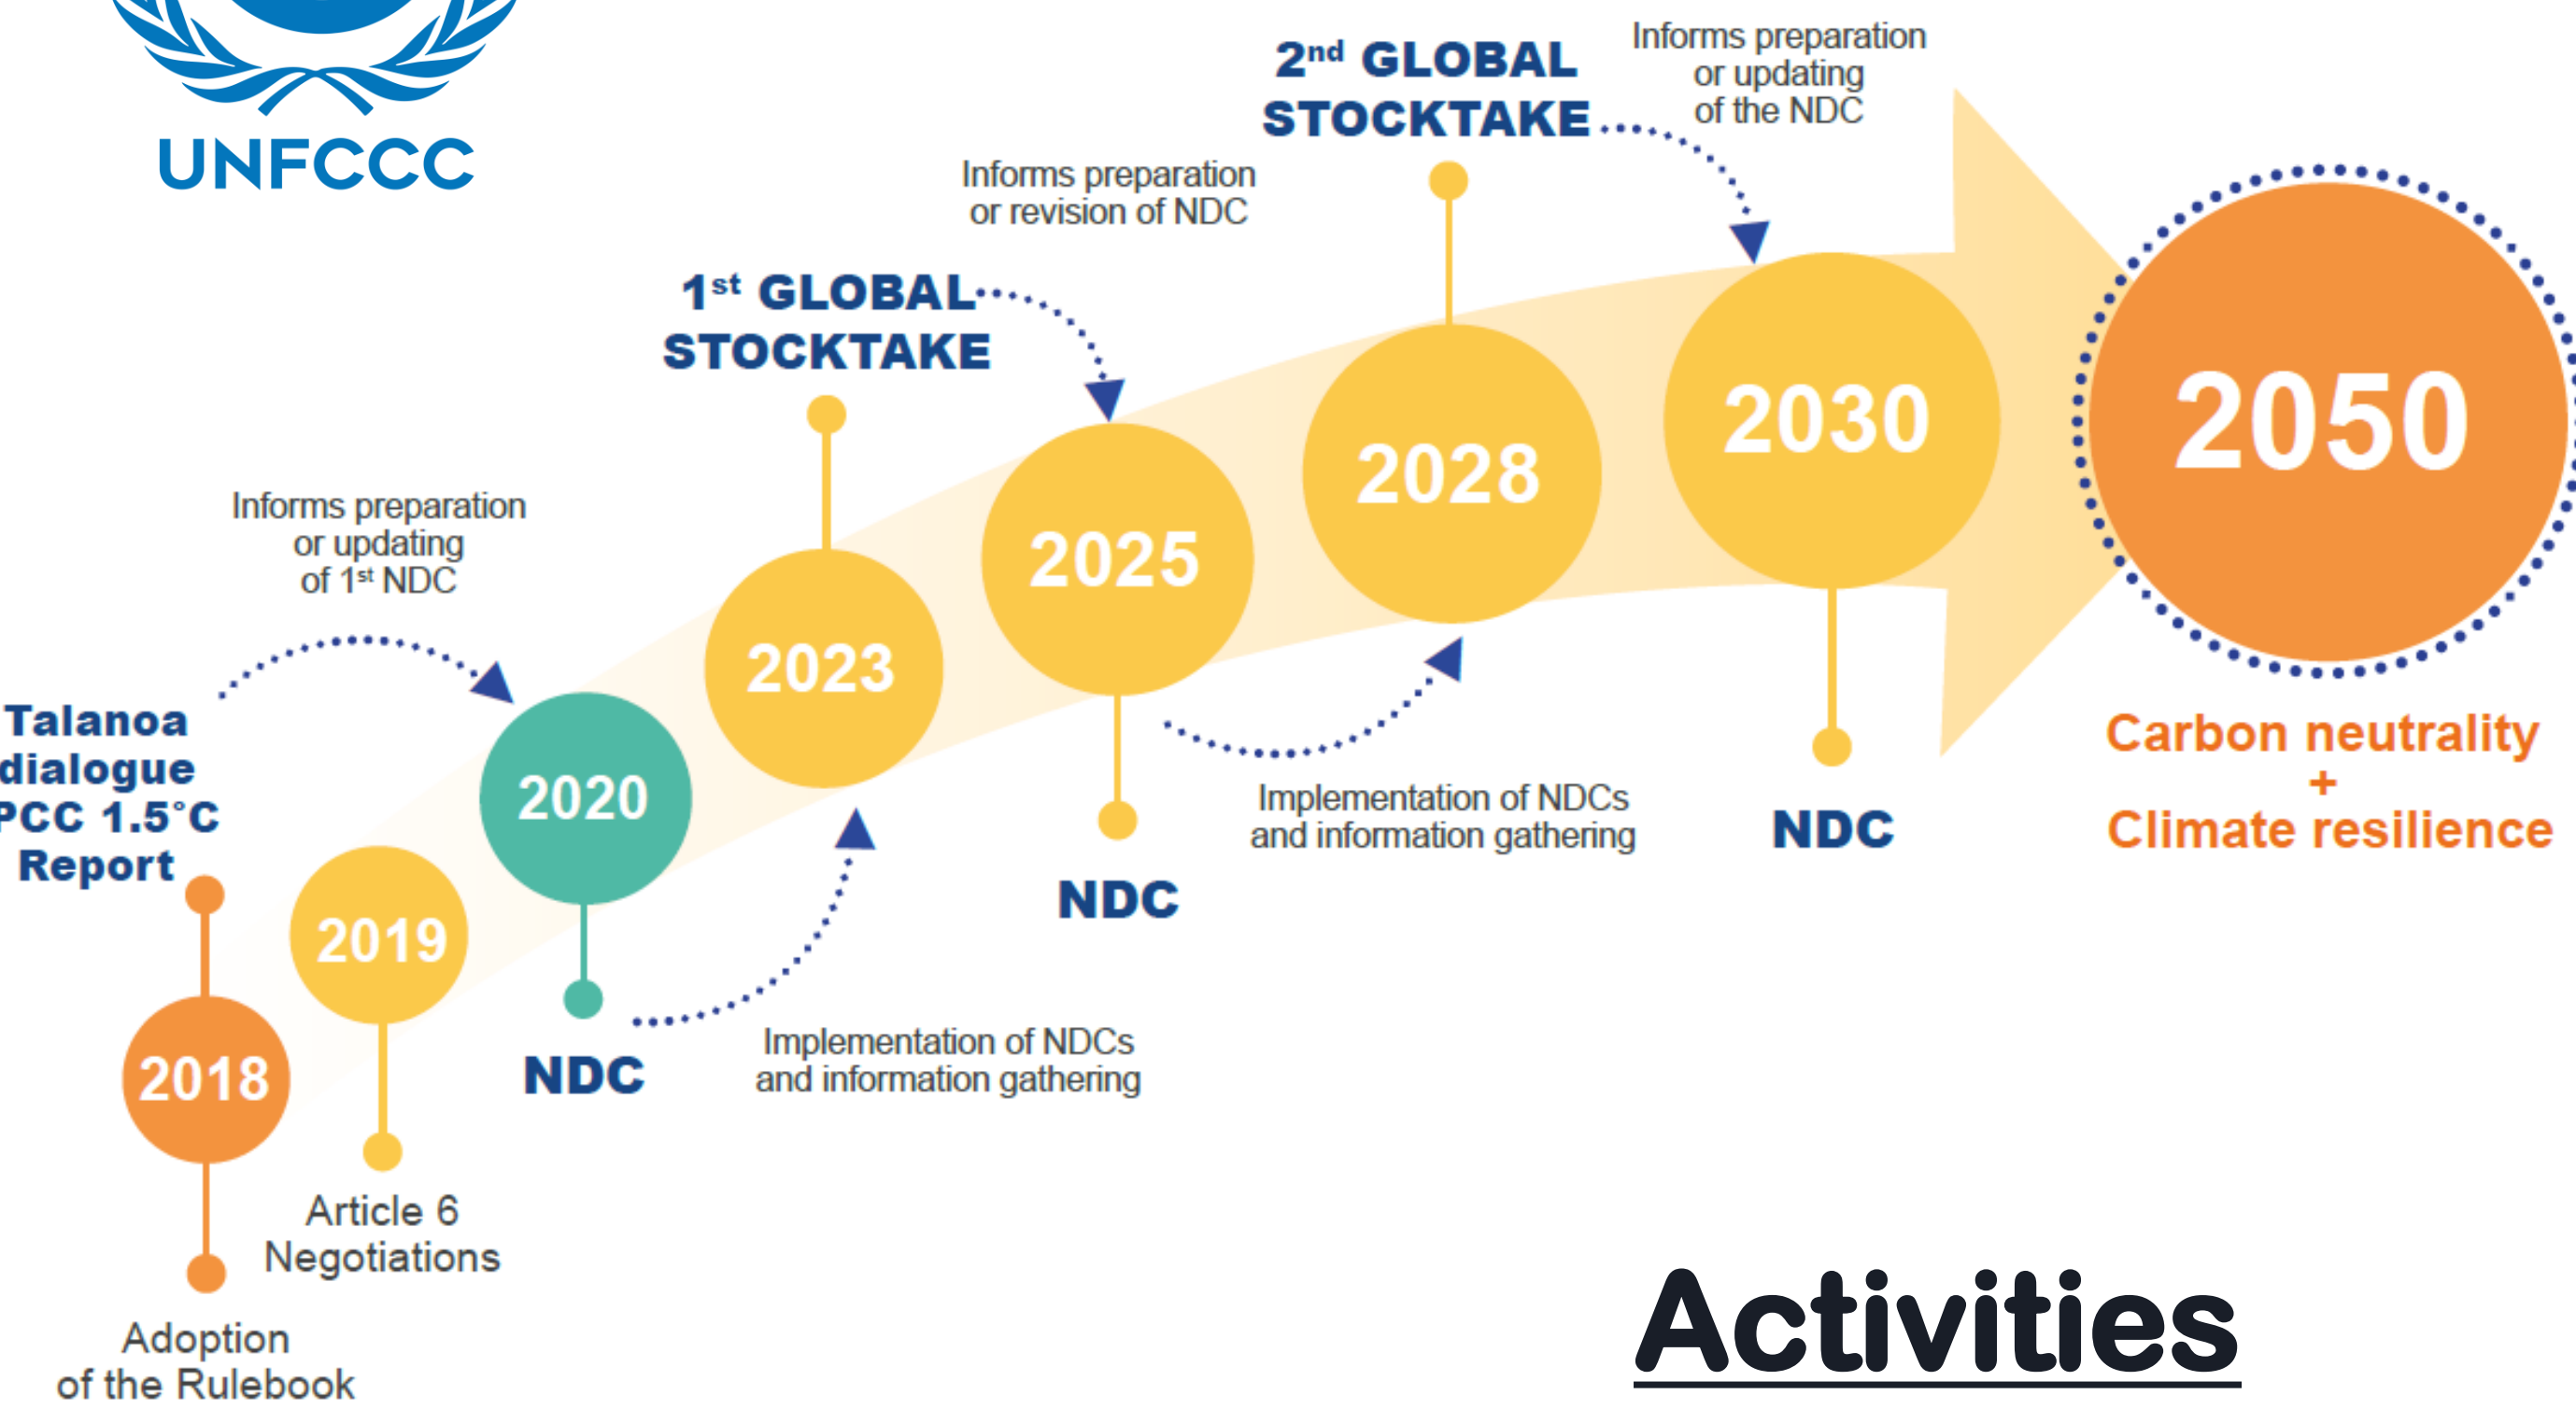 UNFCCC
2nd GLOBAL
STOCKTAKE
Informs preparation
or updating
of the NDC
Informs preparation
or revision of NDC
1st GLOBAL
STOCKTAKE
Informs preparation
or updating
of 1st NDC
Talanoa
dialogue
PCC 1.5°C
Report
2018
2019
2020
2023
2025
2028
2030
2050
Carbon neutrality
+
Climate resilience
NDC
Implementation of NDCs
and information gathering
NDC
Implementation of NDCs
and information gathering
NDC
Article 6
Negotiations
Adoption
of the Rulebook
Activities